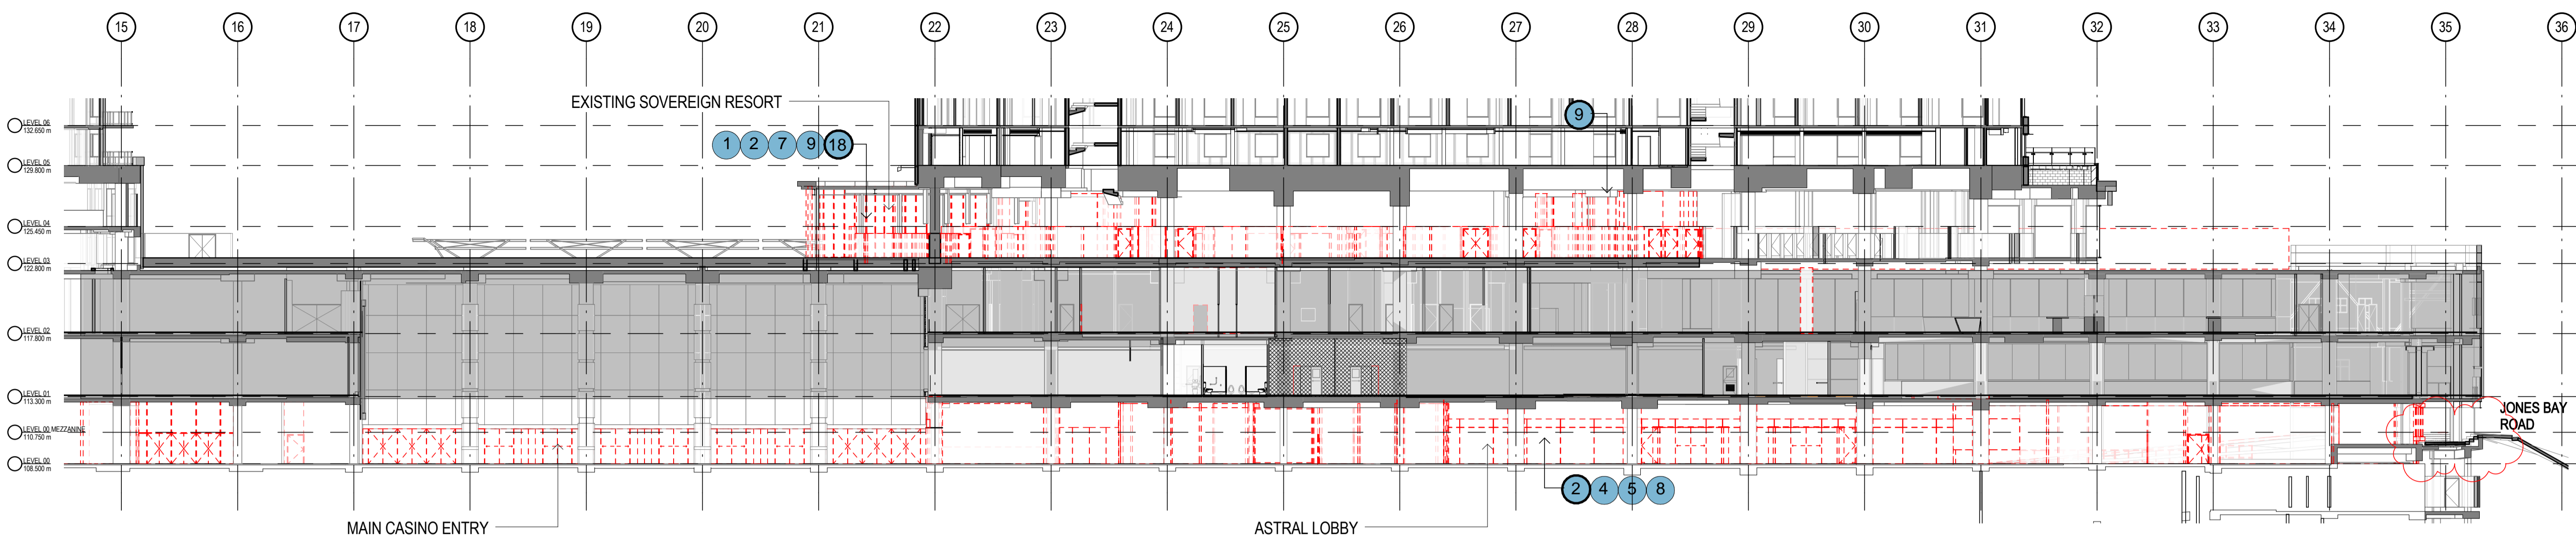 15 16 17 18 19 20 21 22 23 24 25 26 27 28 29 30 31 32 33 34 35 36
EXISTING SOVEREIGN RESORT
1 2 7 9 18
9
LEVEL 06
132.650 m
LEVEL 05
129.800 m
LEVEL 04
125.450 m
LEVEL 03
122.800 m
LEVEL 02
117.800 m
LEVEL 01
113.300 m
LEVEL 00 MEZZANINE
110.750 m
LEVEL 00
108.500 m
JONES BAY
ROAD
2 4 5 8
MAIN CASINO ENTRY
ASTRAL LOBBY